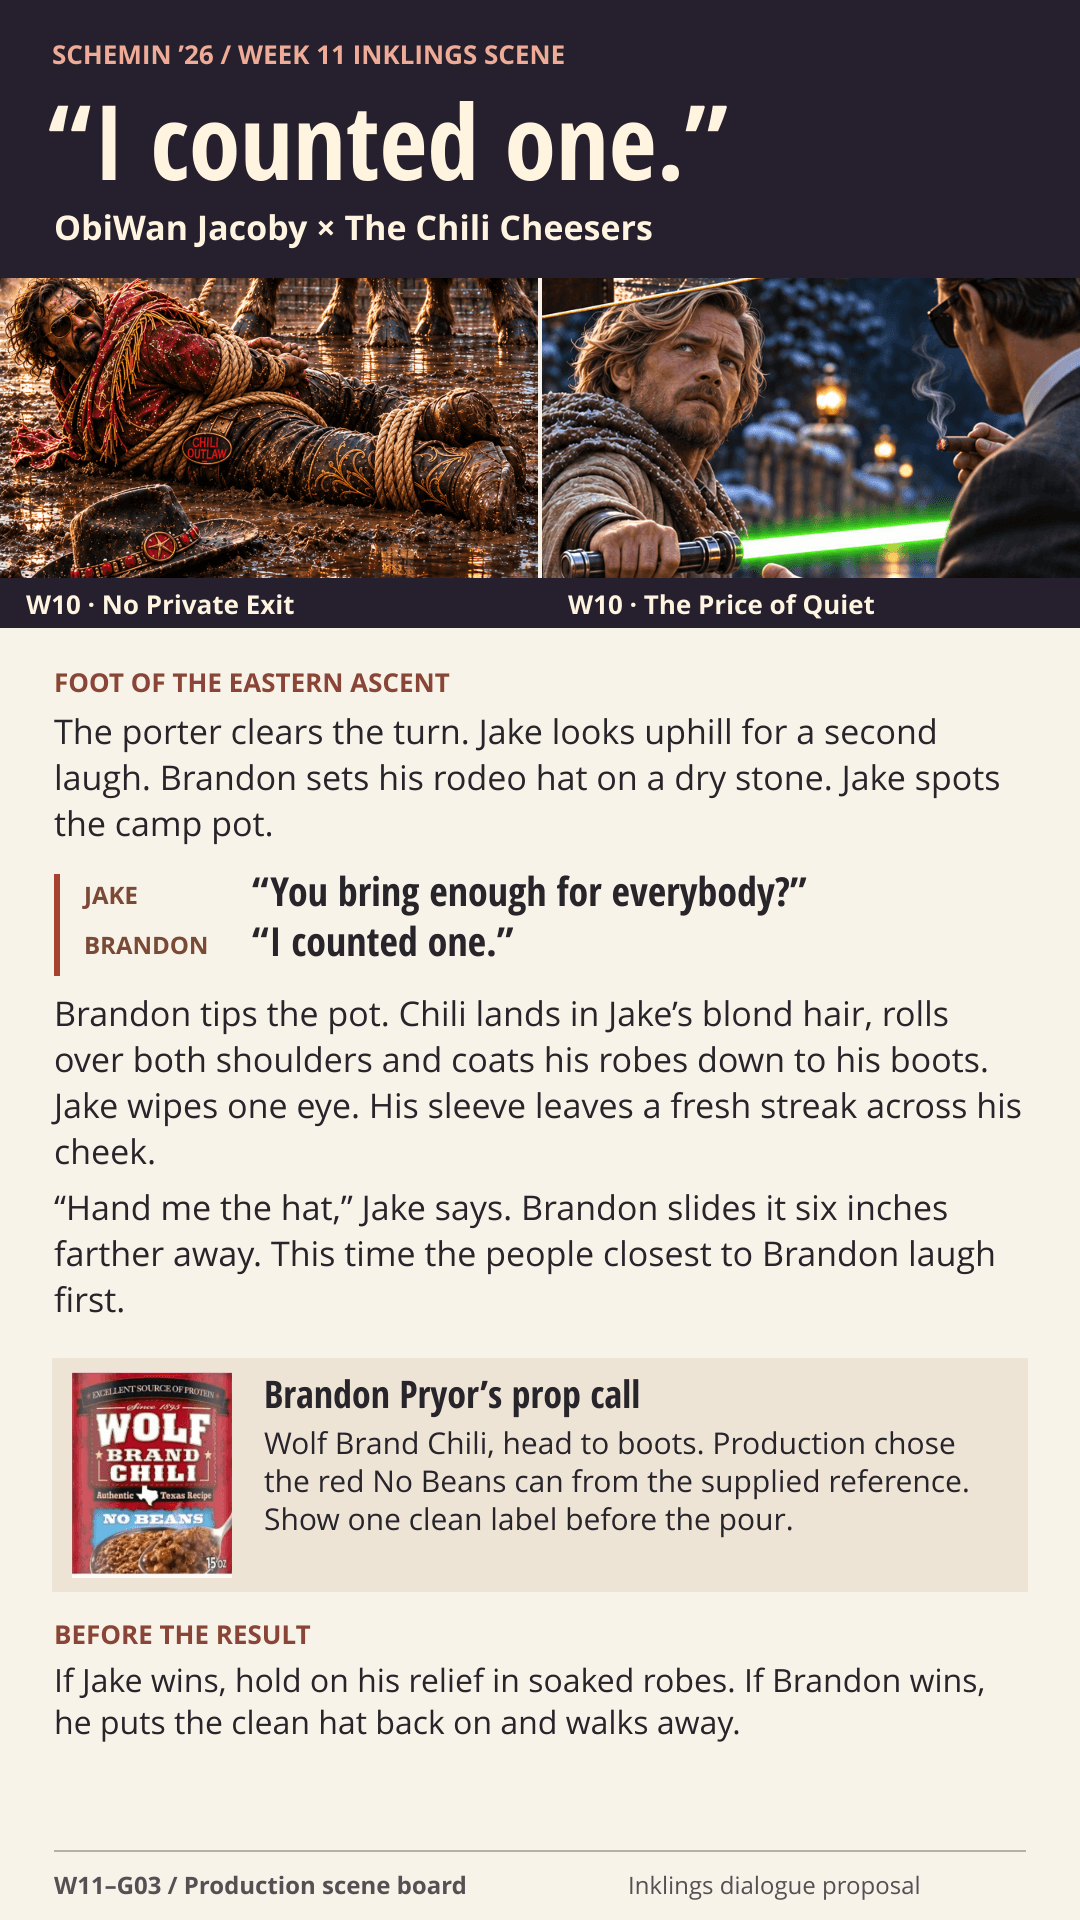 SCHEMIN ’26 / WEEK 11 INKLINGS SCENE
“I counted one.”
ObiWan Jacoby × The Chili Cheesers
CHILI
OUTLAW
W10 · No Private Exit
W10 · The Price of Quiet
FOOT OF THE EASTERN ASCENT
The porter clears the turn. Jake looks uphill for a second
laugh. Brandon sets his rodeo hat on a dry stone. Jake spots
the camp pot.
JAKE “You bring enough for everybody?”
BRANDON “I counted one.”
Brandon tips the pot. Chili lands in Jake’s blond hair, rolls
over both shoulders and coats his robes down to his boots.
Jake wipes one eye. His sleeve leaves a fresh streak across his
cheek.
“Hand me the hat,” Jake says. Brandon slides it six inches
farther away. This time the people closest to Brandon laugh
first.
EXCELLENT SOURCE OF PROTEIN
Since 1895
WOLF
BRAND
CHILI
Authentic Texas Recipe
NO BEANS
15 oz
Brandon Pryor’s prop call
Wolf Brand Chili, head to boots. Production chose
the red No Beans can from the supplied reference.
Show one clean label before the pour.
BEFORE THE RESULT
If Jake wins, hold on his relief in soaked robes. If Brandon wins,
he puts the clean hat back on and walks away.
W11–G03 / Production scene board
Inklings dialogue proposal